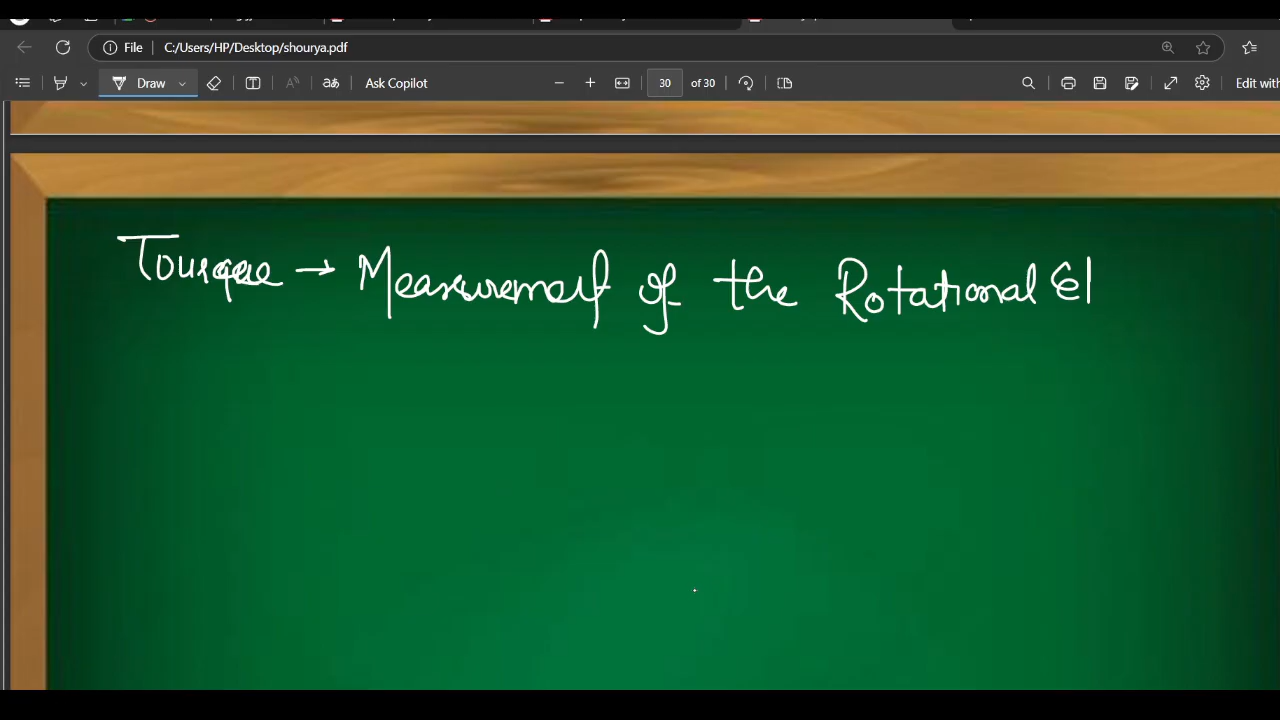 File C:/Users/HP/Desktop/shourya.pdf
Draw Ask Copilot 30 of 30 Edit with
Tourque → Measurement of the Rotational El